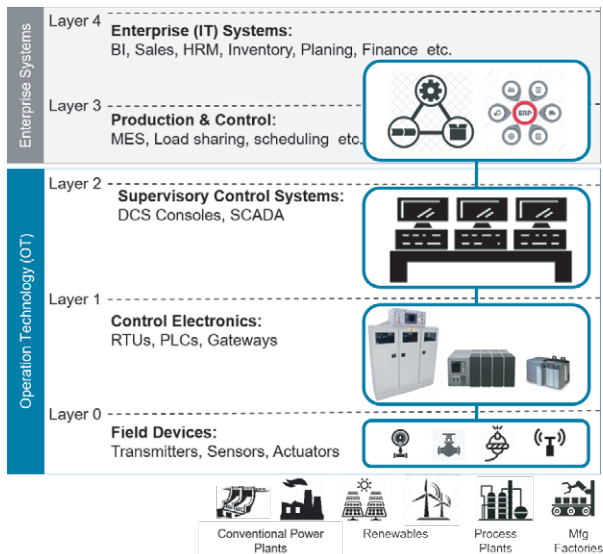 Layer 4
Enterprise (IT) Systems:
BI, Sales, HRM, Inventory, Planing, Finance etc.
Enterprise Systems
Layer 3
Production & Control:
MES, Load sharing, scheduling etc.
ERP
Layer 2
Supervisory Control Systems:
DCS Consoles, SCADA
Operation Technology (OT)
Layer 1
Control Electronics:
RTUs, PLCs, Gateways
Layer 0
Field Devices:
Transmitters, Sensors, Actuators
Conventional Power
Plants
Renewables
Process
Plants
Mfg
Factories